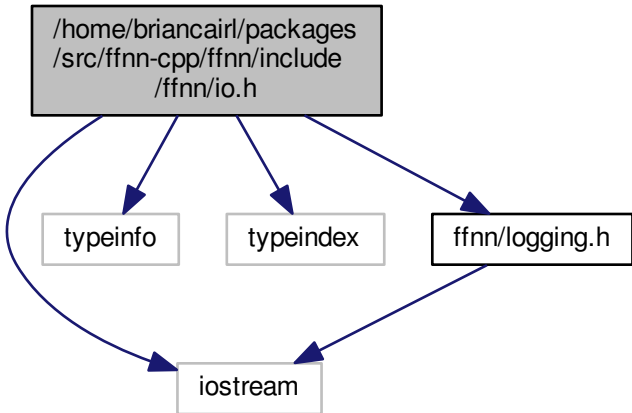 /home/briancairl/packages
/src/ffnn-cpp/ffnn/include
/ffnn/io.h
typeinfo
typeindex
ffnn/logging.h
iostream